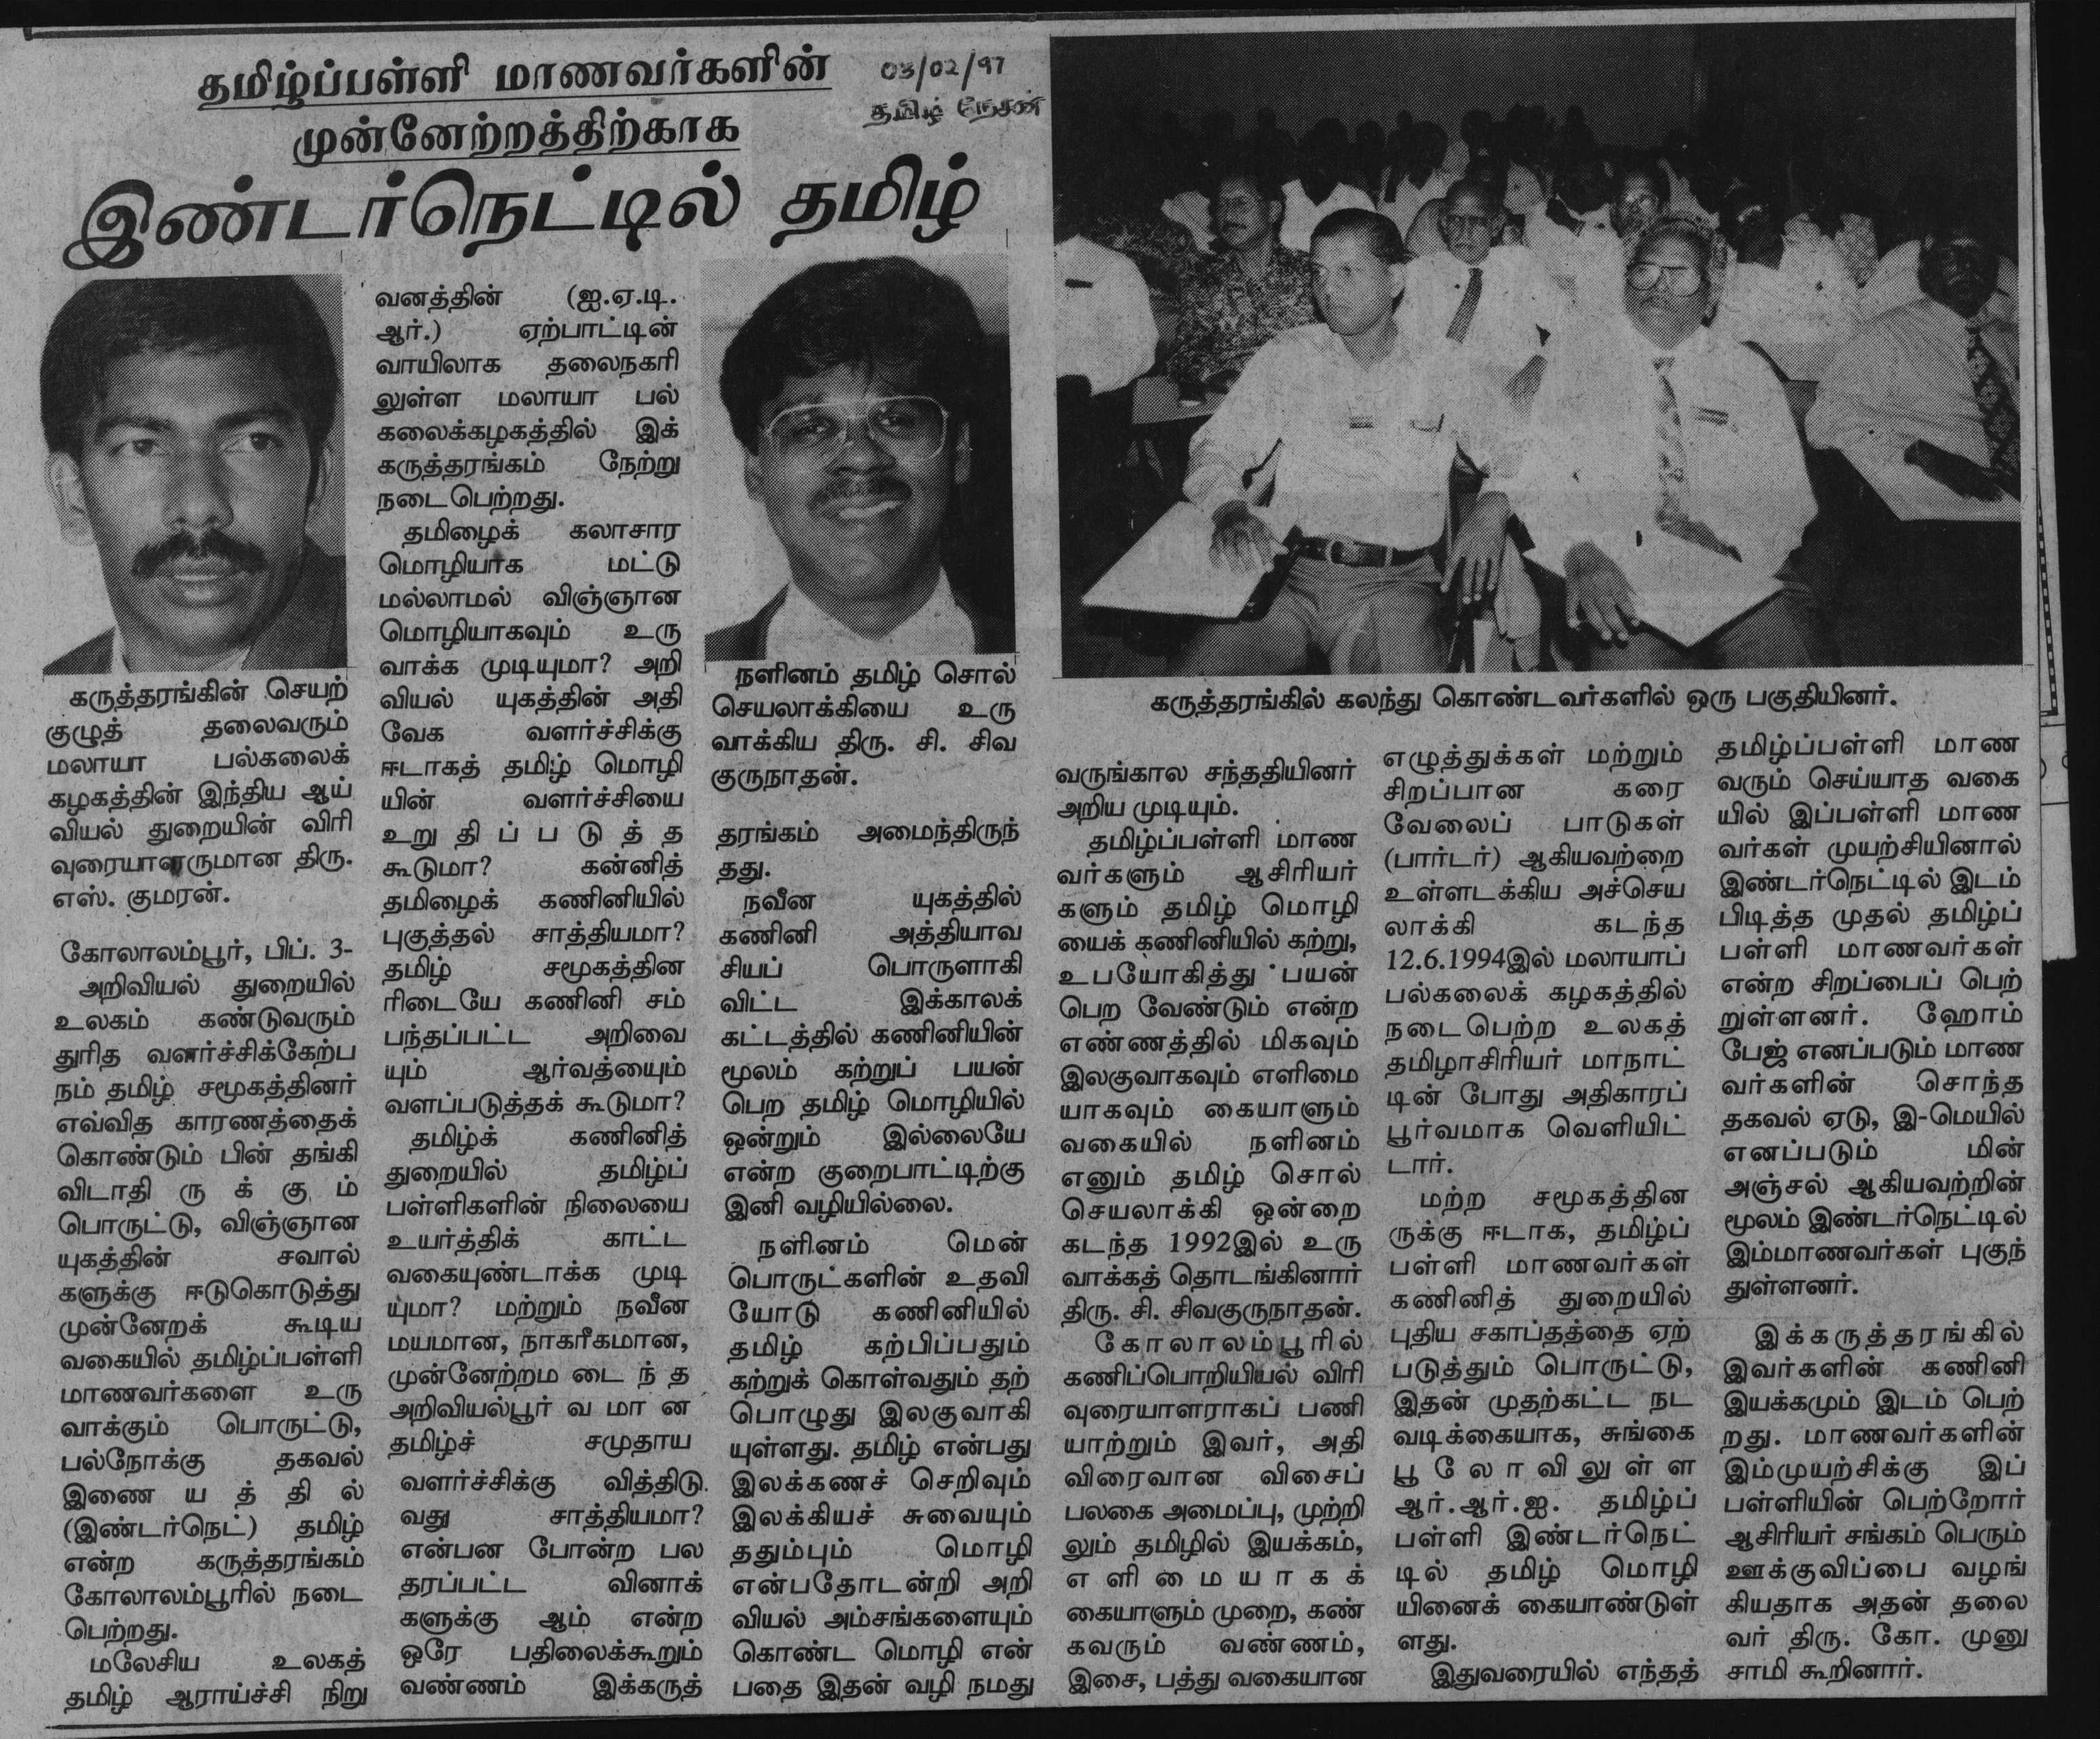 தமிழ்ப்பள்ளி மாணவர்களின்
முன்னேற்றத்திற்காக
இண்டர்நெட்டில் தமிழ்
03/02/97
தமிழ் நேசன்
கருத்தரங்கின் செயற்
குழுத் தலைவரும்
மலாயா பல்கலைக்
கழகத்தின் இந்திய ஆய்
வியல் துறையின் விரி
வுரையாளருமான திரு.
எஸ். குமரன்.
கோலாலம்பூர், பிப். 3-
அறிவியல் துறையில்
உலகம் கண்டுவரும்
துரித வளர்ச்சிக்கேற்ப
நம் தமிழ் சமூகத்தினர்
எவ்வித காரணத்தைக்
கொண்டும் பின் தங்கி
விடாதி ரு க் கு ம்
பொருட்டு, விஞ்ஞான
யுகத்தின் சவால்
களுக்கு ஈடுகொடுத்து
முன்னேறக் கூடிய
வகையில் தமிழ்ப்பள்ளி
மாணவர்களை உரு
வாக்கும் பொருட்டு,
பல்நோக்கு தகவல்
இணை ய த் தி ல்
(இண்டர்நெட்) தமிழ்
என்ற கருத்தரங்கம்
கோலாலம்பூரில் நடை
பெற்றது.
மலேசிய உலகத்
தமிழ் ஆராய்ச்சி நிறு
வனத்தின் (ஐ.ஏ.டி.
ஆர்.) ஏற்பாட்டின்
வாயிலாக தலைநகரி
லுள்ள மலாயா பல்
கலைக்கழகத்தில் இக்
கருத்தரங்கம் நேற்று
நடைபெற்றது.
தமிழைக் கலாசார
மொழியாக மட்டு
மல்லாமல் விஞ்ஞான
மொழியாகவும் உரு
வாக்க முடியுமா? அறி
வியல் யுகத்தின் அதி
வேக வளர்ச்சிக்கு
ஈடாகத் தமிழ் மொழி
யின் வளர்ச்சியை
உறு தி ப் ப டு த் த
கூடுமா? கன்னித்
தமிழைக் கணினியில்
புகுத்தல் சாத்தியமா?
தமிழ் சமூகத்தின
ரிடையே கணினி சம்
பந்தப்பட்ட அறிவை
யும் ஆர்வத்யைும்
வளப்படுத்தக் கூடுமா?
தமிழ்க் கணினித்
துறையில் தமிழ்ப்
பள்ளிகளின் நிலையை
உயர்த்திக் காட்ட
வகையுண்டாக்க முடி
யுமா? மற்றும் நவீன
மயமான, நாகரீகமான,
முன்னேற்றம டை ந் த
அறிவியல்பூர் வ மா ன
தமிழ்ச் சமுதாய
வளர்ச்சிக்கு வித்திடு
வது சாத்தியமா?
என்பன போன்ற பல
தரப்பட்ட வினாக்
களுக்கு ஆம் என்ற
ஒரே பதிலைக்கூறும்
வண்ணம் இக்கருத்
நளினம் தமிழ் சொல்
செயலாக்கியை உரு
வாக்கிய திரு. சி. சிவ
குருநாதன்.
தரங்கம் அமைந்திருந்
தது.
நவீன யுகத்தில்
கணினி அத்தியாவ
சியப் பொருளாகி
விட்ட இக்காலக்
கட்டத்தில் கணினியின்
மூலம் கற்றுப் பயன்
பெற தமிழ் மொழியில்
ஒன்றும் இல்லையே
என்ற குறைபாட்டிற்கு
இனி வழியில்லை.
நளினம் மென்
பொருட்களின் உதவி
யோடு கணினியில்
தமிழ் கற்பிப்பதும்
கற்றுக் கொள்வதும் தற்
பொழுது இலகுவாகி
யுள்ளது. தமிழ் என்பது
இலக்கணச் செறிவும்
இலக்கியச் சுவையும்
ததும்பும் மொழி
என்பதோடன்றி அறி
வியல் அம்சங்களையும்
கொண்ட மொழி என்
பதை இதன் வழி நமது
கருத்தரங்கில் கலந்து கொண்டவர்களில் ஒரு பகுதியினர்.
வருங்கால சந்ததியினர்
அறிய முடியும்.
தமிழ்ப்பள்ளி மாண
வர்களும் ஆசிரியர்
களும் தமிழ் மொழி
யைக் கணினியில் கற்று,
உபயோகித்து பயன்
பெற வேண்டும் என்ற
எண்ணத்தில் மிகவும்
இலகுவாகவும் எளிமை
யாகவும் கையாளும்
வகையில் நளினம்
எனும் தமிழ் சொல்
செயலாக்கி ஒன்றை
கடந்த 1992இல் உரு
வாக்கத் தொடங்கினார்
திரு. சி. சிவகுருநாதன்.
கோலாலம்பூரில்
கணிப்பொறியியல் விரி
வுரையாளராகப் பணி
யாற்றும் இவர், அதி
விரைவான விசைப்
பலகை அமைப்பு, முற்றி
லும் தமிழில் இயக்கம்,
எ ளி மை யா க க்
கையாளும் முறை, கண்
கவரும் வண்ணம்,
இசை, பத்து வகையான
எழுத்துக்கள் மற்றும்
சிறப்பான கரை
வேலைப் பாடுகள்
(பார்டர்) ஆகியவற்றை
உள்ளடக்கிய அச்செய
லாக்கி கடந்த
12.6.1994இல் மலாயாப்
பல்கலைக் கழகத்தில்
நடைபெற்ற உலகத்
தமிழாசிரியர் மாநாட்
டின் போது அதிகாரப்
பூர்வமாக வெளியிட்
டார்.
மற்ற சமூகத்தின
ருக்கு ஈடாக, தமிழ்ப்
பள்ளி மாணவர்கள்
கணினித் துறையில்
புதிய சகாப்தத்தை ஏற்
படுத்தும் பொருட்டு,
இதன் முதற்கட்ட நட
வடிக்கையாக, சுங்கை
பூ லோ வி லு ள் ள
ஆர்.ஆர்.ஐ. தமிழ்ப்
பள்ளி இண்டர்நெட்
டில் தமிழ் மொழி
யினைக் கையாண்டுள்
ளது.
இதுவரையில் எந்தத்
தமிழ்ப்பள்ளி மாண
வரும் செய்யாத வகை
யில் இப்பள்ளி மாண
வர்கள் முயற்சியினால்
இண்டர்நெட்டில் இடம்
பிடித்த முதல் தமிழ்ப்
பள்ளி மாணவர்கள்
என்ற சிறப்பைப் பெற்
றுள்ளனர். ஹோம்
பேஜ் எனப்படும் மாண
வர்களின் சொந்த
தகவல் ஏடு, இ-மெயில்
எனப்படும் மின்
அஞ்சல் ஆகியவற்றின்
மூலம் இண்டர்நெட்டில்
இம்மாணவர்கள் புகுந்
துள்ளனர்.
இக்கருத்தரங்கில்
இவர்களின் கணினி
இயக்கமும் இடம் பெற்
றது. மாணவர்களின்
இம்முயற்சிக்கு இப்
பள்ளியின் பெற்றோர்
ஆசிரியர் சங்கம் பெரும்
ஊக்குவிப்பை வழங்
கியதாக அதன் தலை
வர் திரு. கோ. முனு
சாமி கூறினார்.